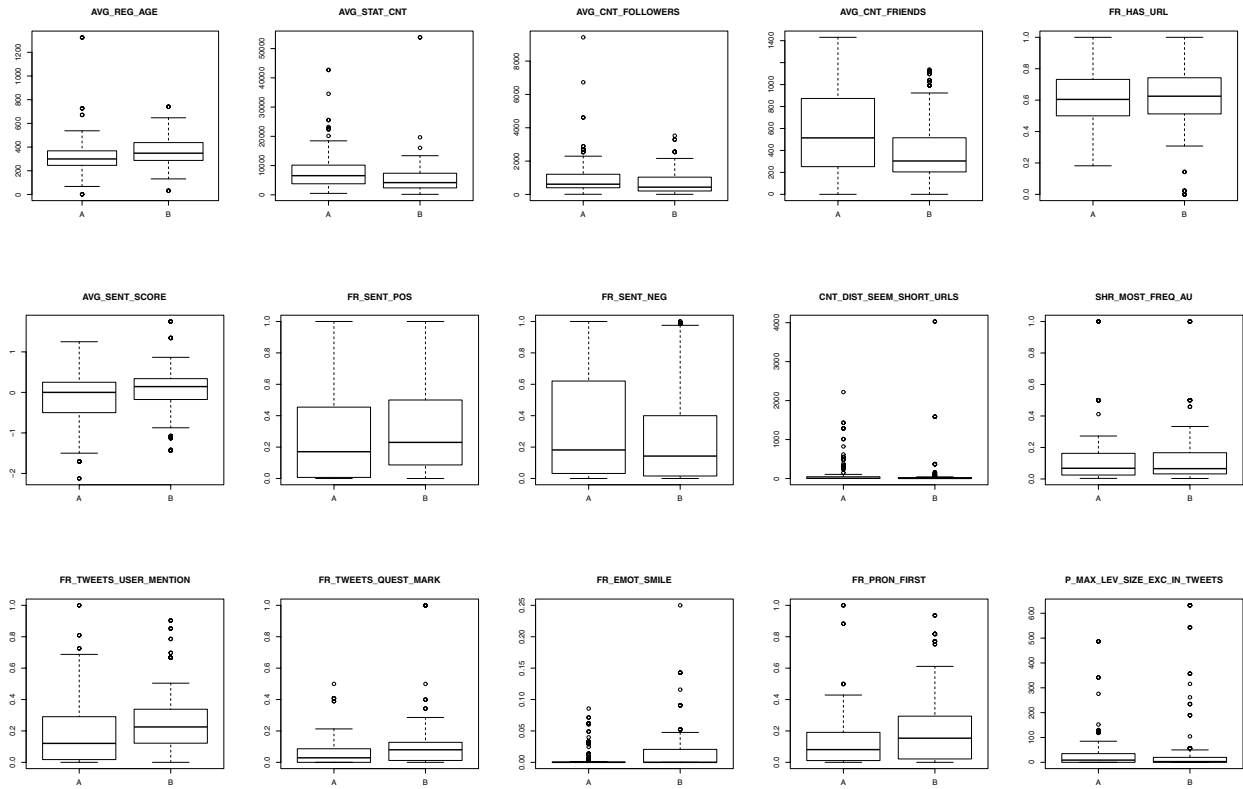 AVG_REG_AGE
0 200 400 600 800 1000 1200
A B
AVG_STAT_CNT
0 10000 20000 30000 40000 50000
A B
AVG_CNT_FOLLOWERS
0 2000 4000 6000 8000
A B
AVG_CNT_FRIENDS
0 200 400 600 800 1000 1400
A B
FR_HAS_URL
0.0 0.2 0.4 0.6 0.8 1.0
A B
AVG_SENT_SCORE
−2 −1 0 1
A B
FR_SENT_POS
0.0 0.2 0.4 0.6 0.8 1.0
A B
FR_SENT_NEG
0.0 0.2 0.4 0.6 0.8 1.0
A B
CNT_DIST_SEEM_SHORT_URLS
0 1000 2000 3000 4000
A B
SHR_MOST_FREQ_AU
0.0 0.2 0.4 0.6 0.8 1.0
A B
FR_TWEETS_USER_MENTION
0.0 0.2 0.4 0.6 0.8 1.0
A B
FR_TWEETS_QUEST_MARK
0.0 0.2 0.4 0.6 0.8 1.0
A B
FR_EMOT_SMILE
0.00 0.05 0.10 0.15 0.20 0.25
A B
FR_PRON_FIRST
0.0 0.2 0.4 0.6 0.8 1.0
A B
P_MAX_LEV_SIZE_EXC_IN_TWEETS
0 100 200 300 400 500 600
A B